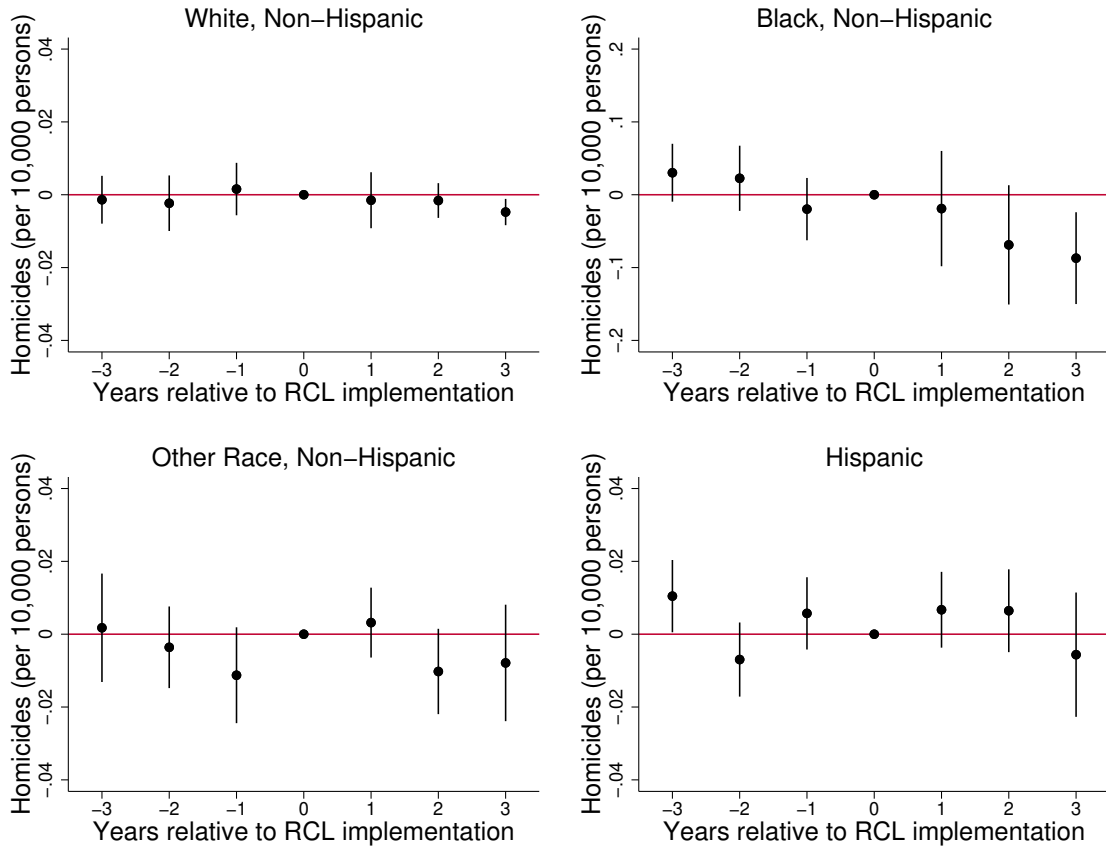 White, Non−Hispanic
Homicides (per 10,000 persons)
.04
.02
0
−.02
−.04
−3 −2 −1 0 1 2 3
Years relative to RCL implementation
Black, Non−Hispanic
Homicides (per 10,000 persons)
.2
.1
0
−.1
−.2
−3 −2 −1 0 1 2 3
Years relative to RCL implementation
Other Race, Non−Hispanic
Homicides (per 10,000 persons)
.04
.02
0
−.02
−.04
−3 −2 −1 0 1 2 3
Years relative to RCL implementation
Hispanic
Homicides (per 10,000 persons)
.04
.02
0
−.02
−.04
−3 −2 −1 0 1 2 3
Years relative to RCL implementation